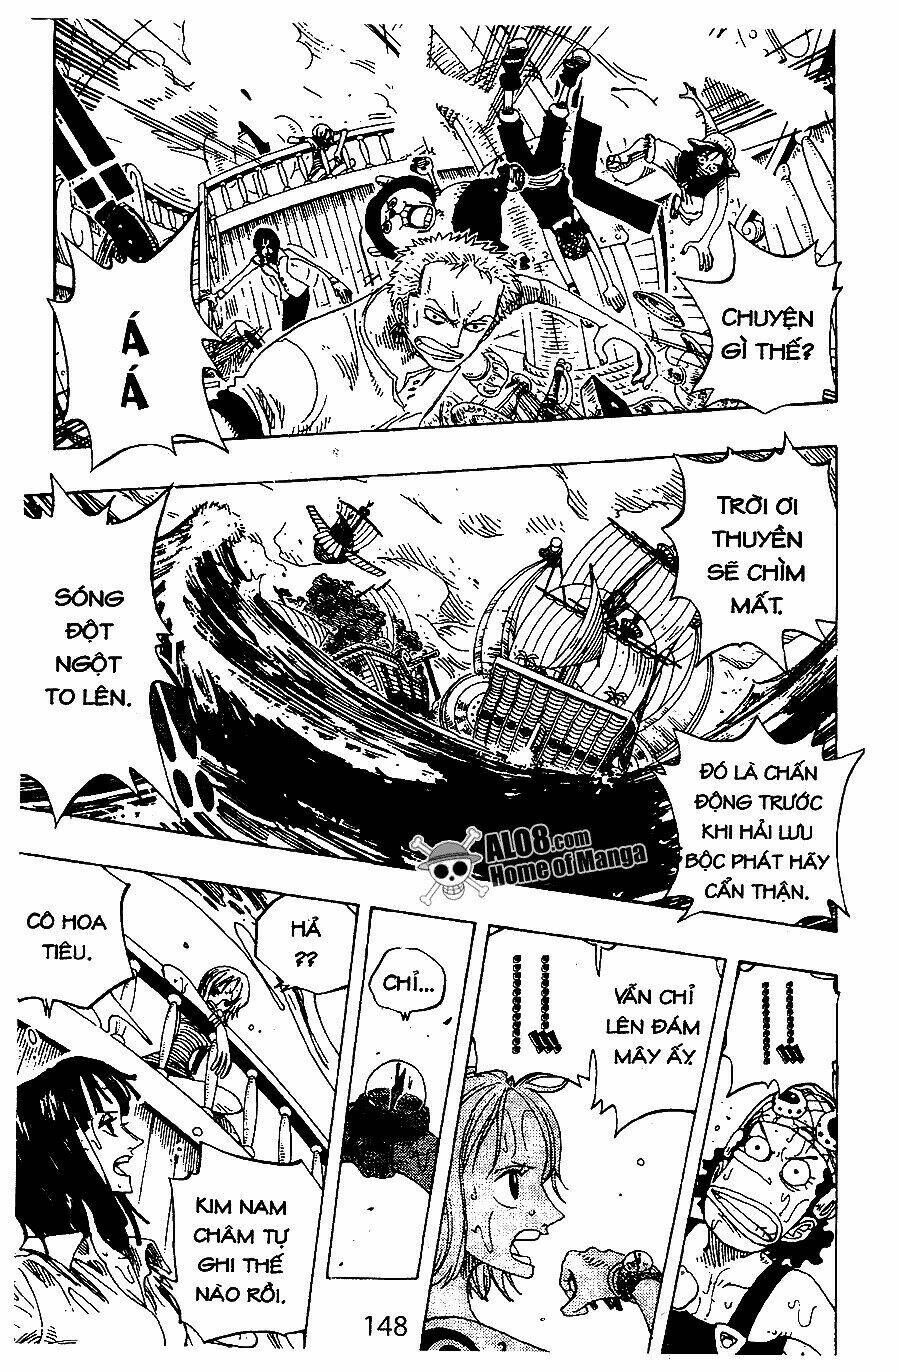 CHUYỆN
GÌ THẾ?
Á
Á
TRỜI ƠI
THUYỀN
SẼ CHÌM
MẤT.
SÓNG
ĐỘT
NGỘT
TO LÊN.
ĐÓ LÀ CHẤN
ĐỘNG TRƯỚC
KHI HẢI LƯU
BỘC PHÁT HÃY
CẨN THẬN.
AL08.com
Home of Manga
CÔ HOA
TIÊU.
HẢ
??
KIM NAM
CHÂM TỰ
GHI THẾ
NÀO RỒI.
CHỈ...
VẪN CHỈ
LÊN ĐÁM
MÂY ẤY.
!!
!!!
148